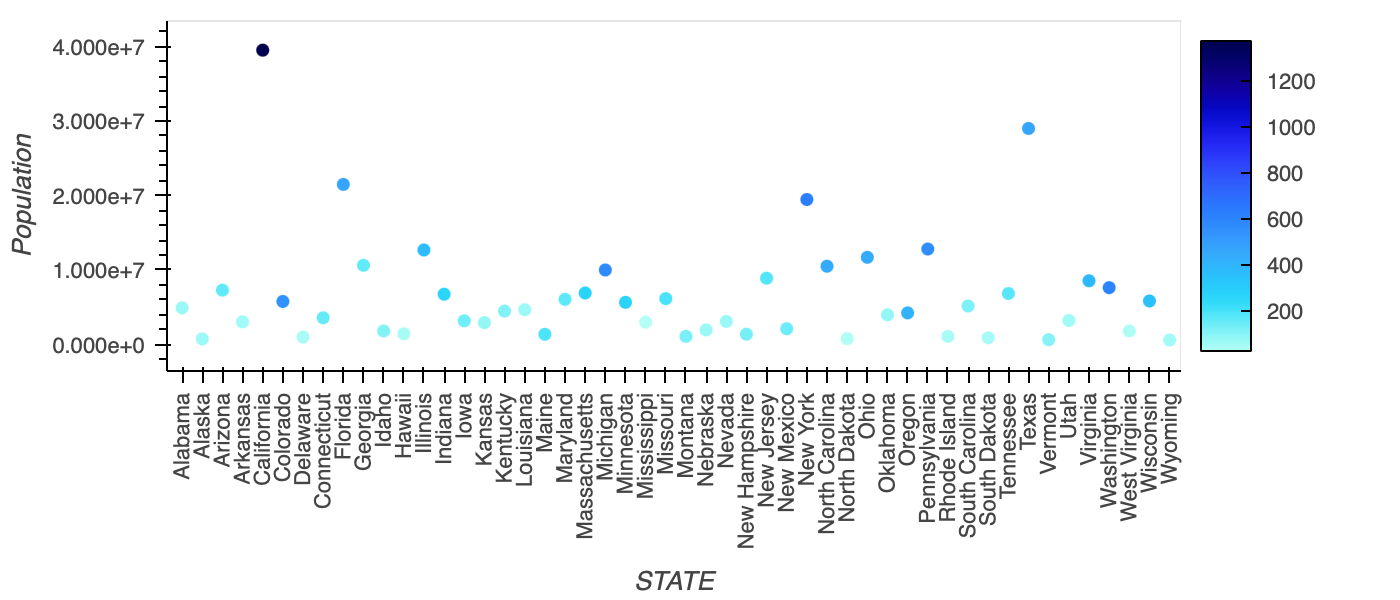 Population
4.000e+7
3.000e+7
2.000e+7
1.000e+7
0.000e+0
1200
1000
800
600
400
200
Alabama
Alaska
Arizona
Arkansas
California
Colorado
Delaware
Connecticut
Florida
Georgia
Idaho
Hawaii
Illinois
Indiana
Iowa
Kansas
Kentucky
Louisiana
Maine
Maryland
Massachusetts
Michigan
Minnesota
Mississippi
Missouri
Montana
Nebraska
Nevada
New Hampshire
New Jersey
New Mexico
New York
North Carolina
North Dakota
Ohio
Oklahoma
Oregon
Pennsylvania
Rhode Island
South Carolina
South Dakota
Tennessee
Texas
Vermont
Utah
Virginia
Washington
West Virginia
Wisconsin
Wyoming
STATE